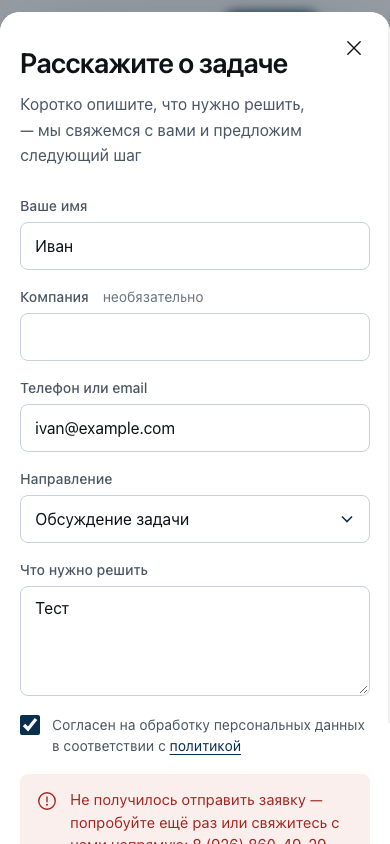 Расскажите о задаче
Коротко опишите, что нужно решить,
— мы свяжемся с вами и предложим
следующий шаг
Ваше имя
Иван
Компания необязательно
Телефон или email
ivan@example.com
Направление
Обсуждение задачи
Что нужно решить
Тест
Согласен на обработку персональных данных
в соответствии с политикой
Не получилось отправить заявку —
попробуйте ещё раз или свяжитесь с
нами напрямую: